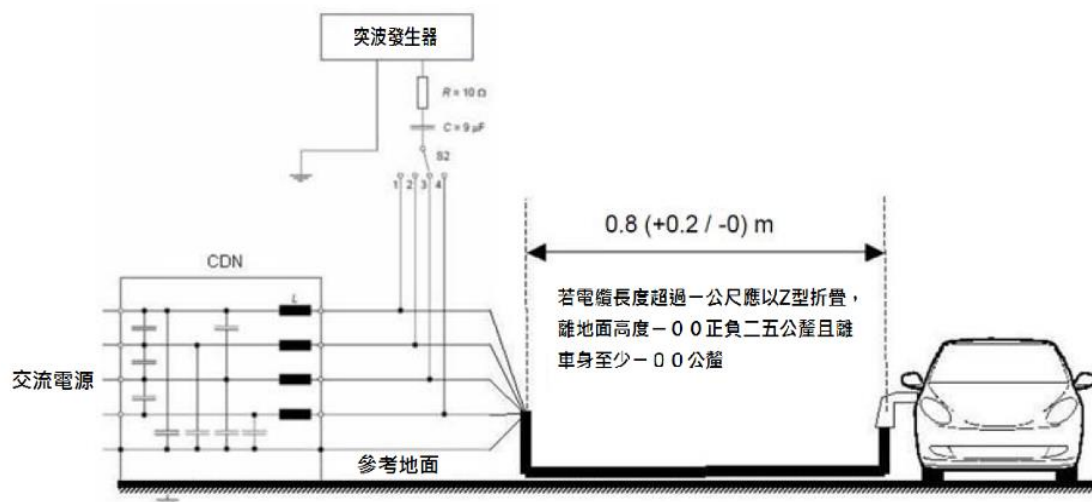 突波發生器
R = 10 Ω
C = 9 µF
S2
1 2 3 4
0.8 (+0.2 / -0) m
CDN
L
若電纜長度超過一公尺應以Z型折疊，
離地面高度一００正負二五公釐且離
車身至少一００公釐
交流電源
參考地面